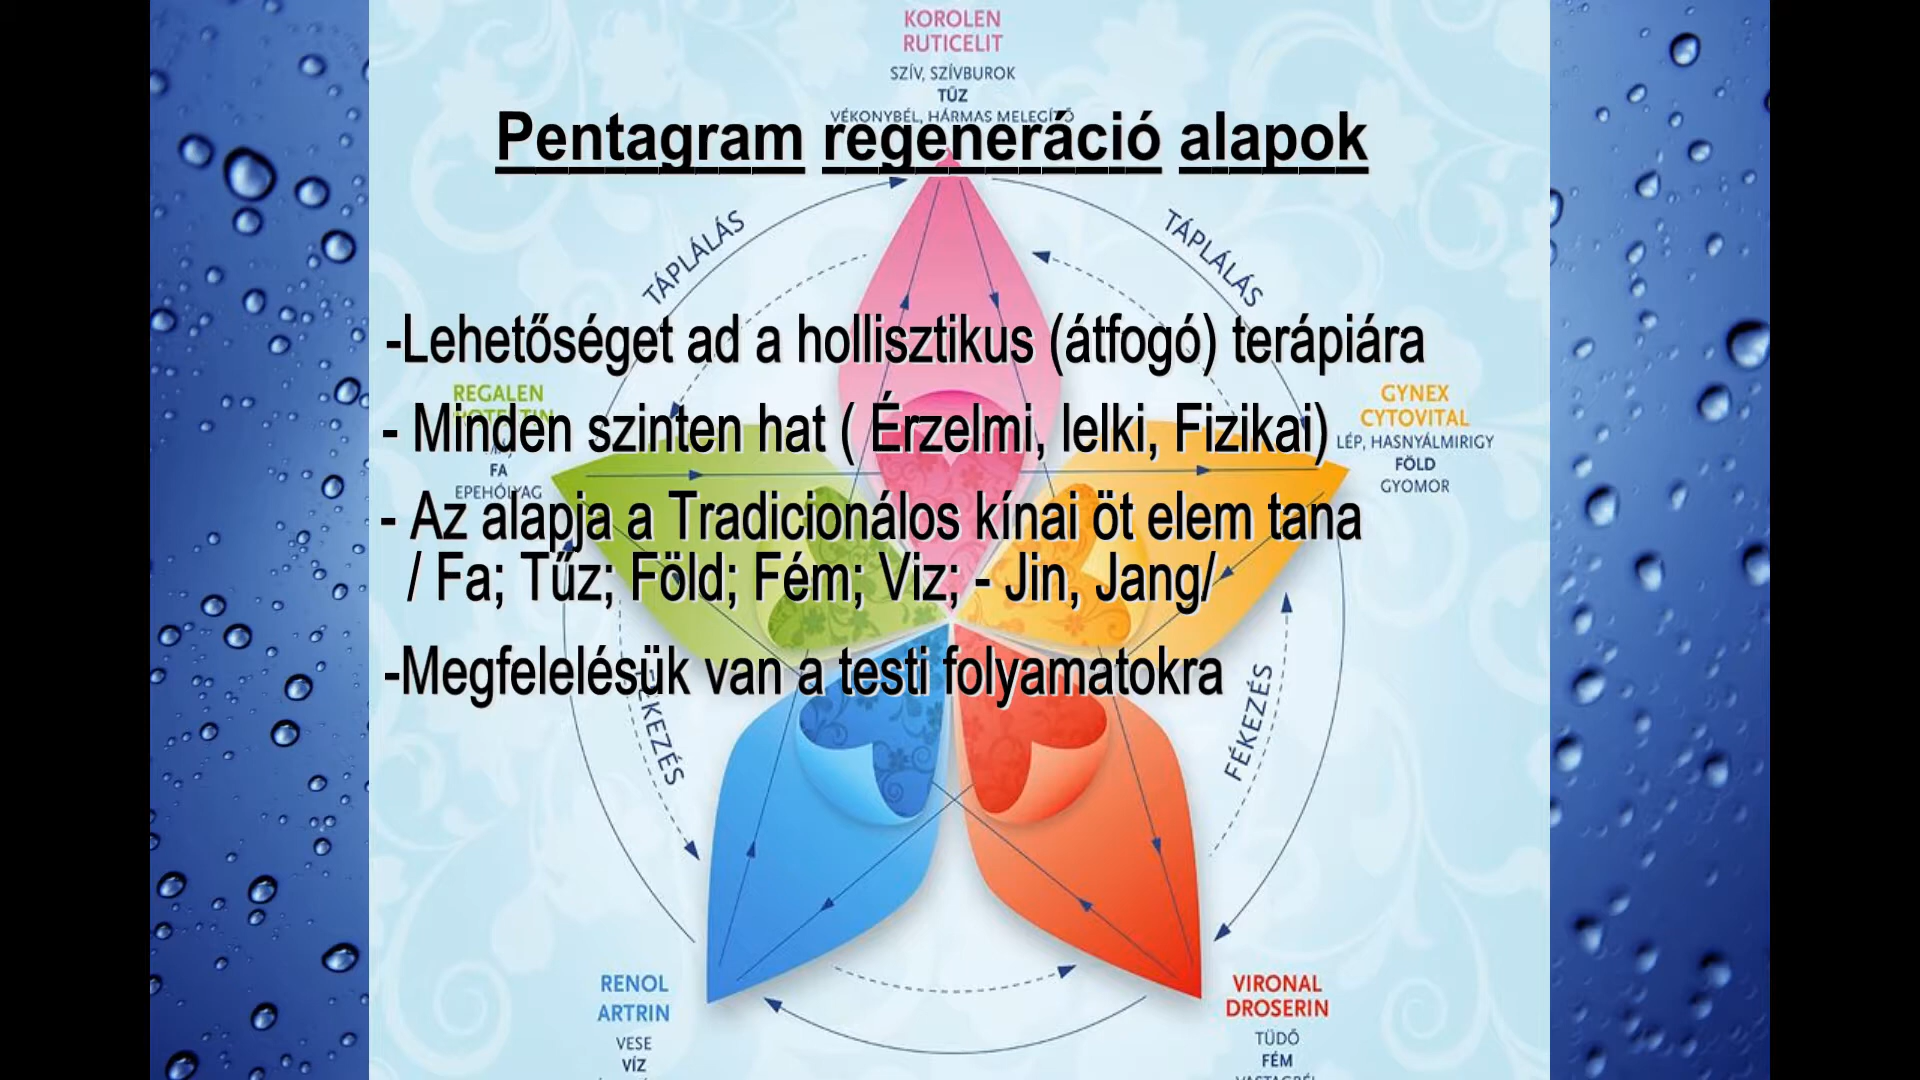 KOROLEN
RUTICELIT
SZÍV, SZÍVBUROK
TŰZ
VÉKONYBÉL, HÁRMAS MELEGÍTŐ
Pentagram regeneráció alapok
TÁPLÁLÁS
TÁPLÁLÁS
-Lehetőséget ad a hollisztikus (átfogó) terápiára
REGALEN
GYNEX
CYTOVITAL
- Minden szinten hat ( Érzelmi, lelki, Fizikai)
LÉP, HASNYÁLMIRIGY
FÖLD
GYOMOR
FA
EPEHÓLYAG
- Az alapja a Tradicionálos kínai öt elem tana
/ Fa; Tűz; Föld; Fém; Viz; - Jin, Jang/
-Megfelelésük van a testi folyamatokra
FÉKEZÉS
RENOL
ARTRIN
VESE
VÍZ
VIRONAL
DROSERIN
TÜDŐ
FÉM